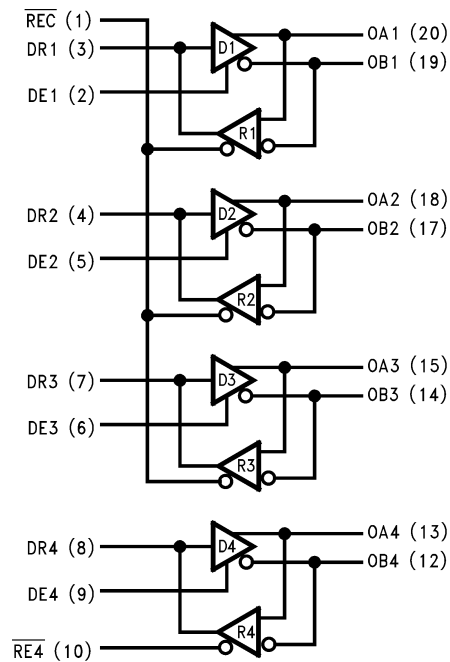 REC (1)
DR1 (3) D1 OA1 (20)
OB1 (19)
DE1 (2)
R1
DR2 (4) D2 OA2 (18)
OB2 (17)
DE2 (5)
R2
DR3 (7) D3 OA3 (15)
OB3 (14)
DE3 (6)
R3
DR4 (8) D4 OA4 (13)
OB4 (12)
DE4 (9)
R4
RE4 (10)